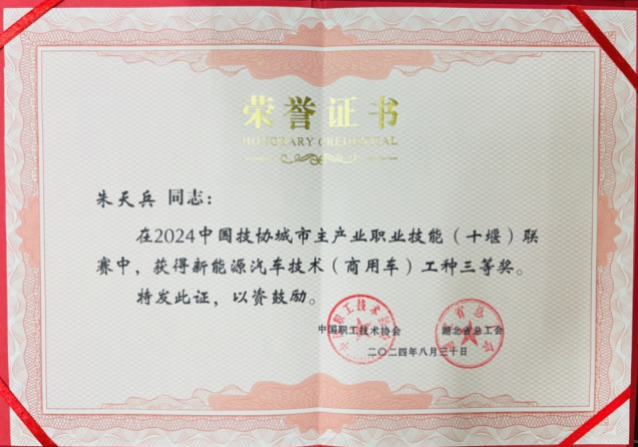 荣誉证书
HONORARY CREDENTIAL
朱天兵 同志：
在2024中国技协城市主产业职业技能（十堰）联
赛中，获得新能源汽车技术（商用车）工种三等奖。
特发此证，以资鼓励。
中国职工技术协会 湖北省总工会
二〇二四年八月三十日